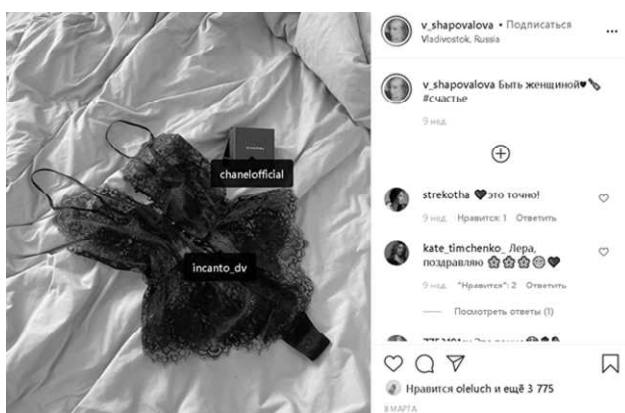 v_shapovalova • Подписаться
Vladivostok, Russia
chanelofficial
incanto_dv
v_shapovalova Быть женщиной
#счастье
9 нед.
strekotha это точно!
9 нед. Нравится: 1 Ответить
kate_timchenko_ Лера,
поздравляю
9 нед. "Нравится": 2 Ответить
Посмотреть ответы (1)
Нравится oleluch и ещё 3 775
8 МАРТА